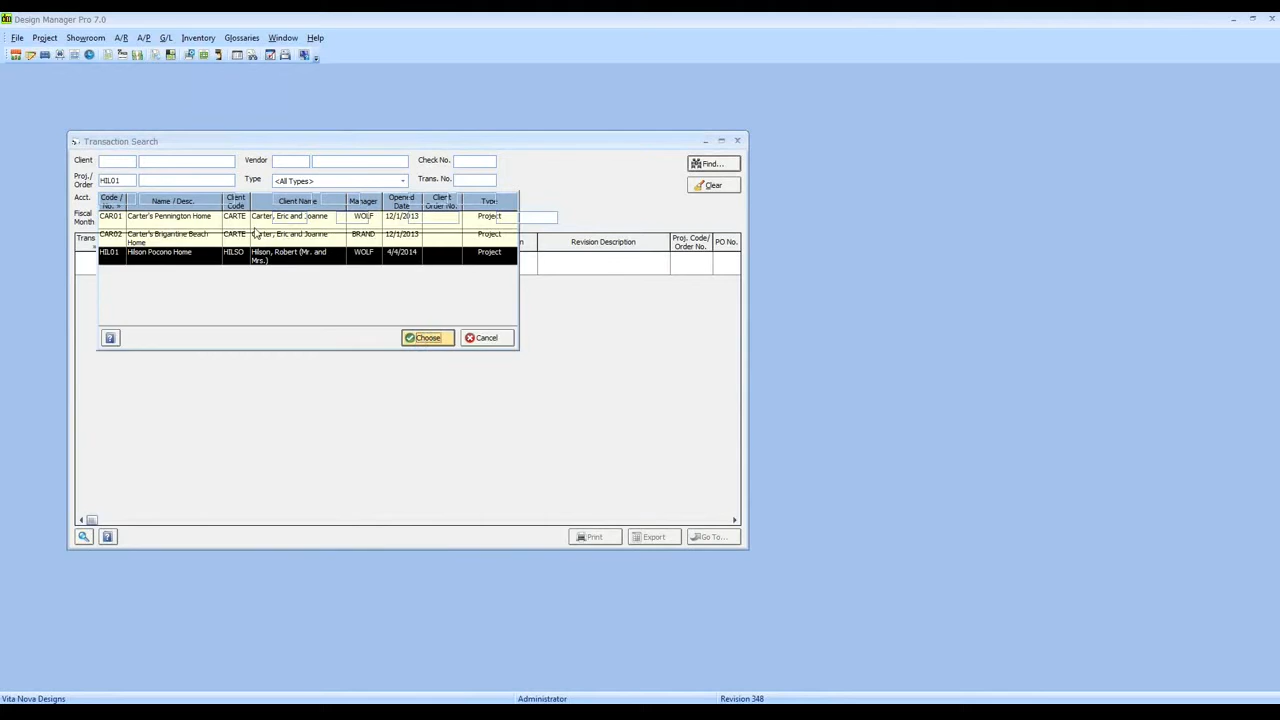 Design Manager Pro 7.0
File Project Showroom A/R A/P G/L Inventory Glossaries Window Help
Transaction Search
Client Vendor Check No. Find...
Proj./ Order HIL01 Type <All Types> Trans. No. Clear
Acct.
Fiscal Month
Code / No. » Name / Desc. Client Code Client Name Manager Opened Date Client Order No. Type
CAR01 Carter's Pennington Home CARTE Carter, Eric and Joanne WOLF 12/1/2013 Project
CAR02 Carter's Brigantine Beach Home CARTE Carter, Eric and Joanne BRAND 12/1/2013 Project
HIL01 Hilson Pocono Home HILSO Hilson, Robert (Mr. and Mrs.) WOLF 4/4/2014 Project
Choose Cancel
Trans Revision Description Proj. Code/ Order No. PO No.
Print Export Go To...
Vita Nova Designs Administrator Revision 348